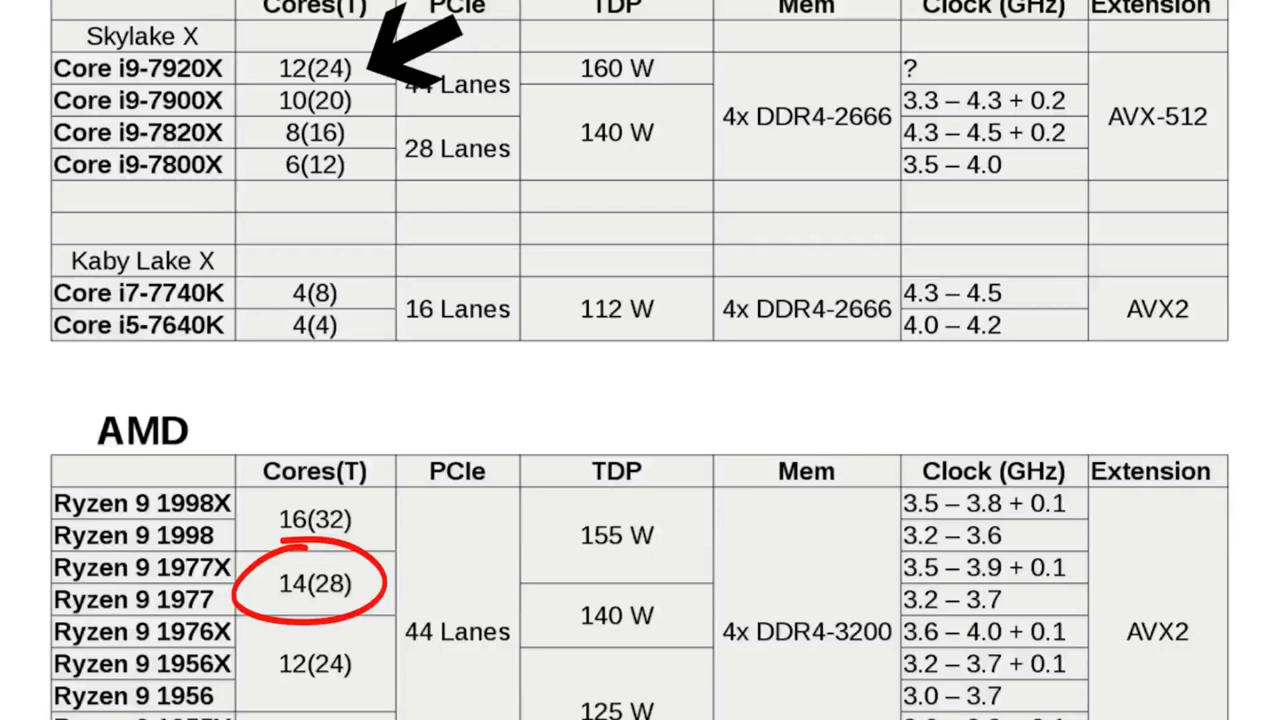 Cores(T) PCIe TDP Mem Clock (GHz) Extension
Skylake X
Core i9-7920X 12(24) 44 Lanes 160 W 4x DDR4-2666 ? AVX-512
Core i9-7900X 10(20) 140 W 3.3 – 4.3 + 0.2
Core i9-7820X 8(16) 28 Lanes 4.3 – 4.5 + 0.2
Core i9-7800X 6(12) 3.5 – 4.0
Kaby Lake X
Core i7-7740K 4(8) 16 Lanes 112 W 4x DDR4-2666 4.3 – 4.5 AVX2
Core i5-7640K 4(4) 4.0 – 4.2
AMD
Cores(T) PCIe TDP Mem Clock (GHz) Extension
Ryzen 9 1998X 16(32) 44 Lanes 155 W 4x DDR4-3200 3.5 – 3.8 + 0.1 AVX2
Ryzen 9 1998 3.2 – 3.6
Ryzen 9 1977X 14(28) 3.5 – 3.9 + 0.1
Ryzen 9 1977 140 W 3.2 – 3.7
Ryzen 9 1976X 12(24) 3.6 – 4.0 + 0.1
Ryzen 9 1956X 125 W 3.2 – 3.7 + 0.1
Ryzen 9 1956 3.0 – 3.7